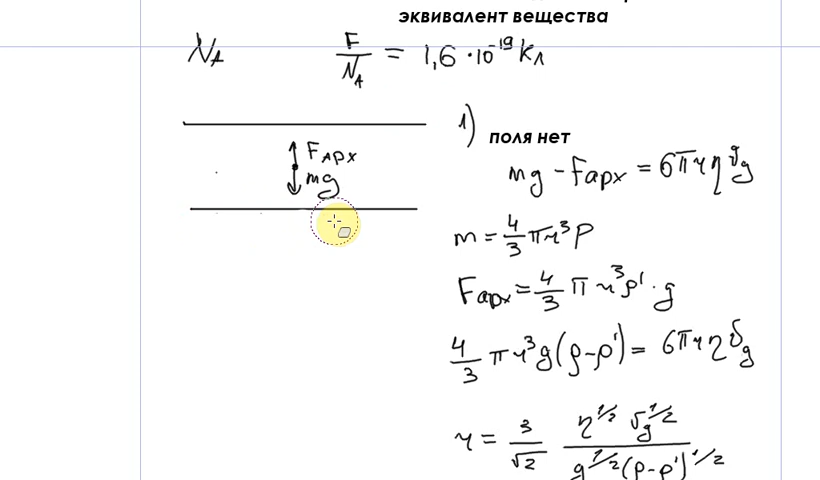 эквивалент вещества
N_A F/N_A = 1,6 · 10^-19 Кл
1) поля нет
F_АРХ
mg
mg - F_арх = 6πrηϑ_g
m = 4/3 πr³ρ
F_арх = 4/3 πr³ρ' · g
4/3 πr³g(ρ-ρ') = 6πrηϑ_g
r = 3/√2 η^1/2 ϑ_g^1/2 / g^1/2 (ρ-ρ')^1/2